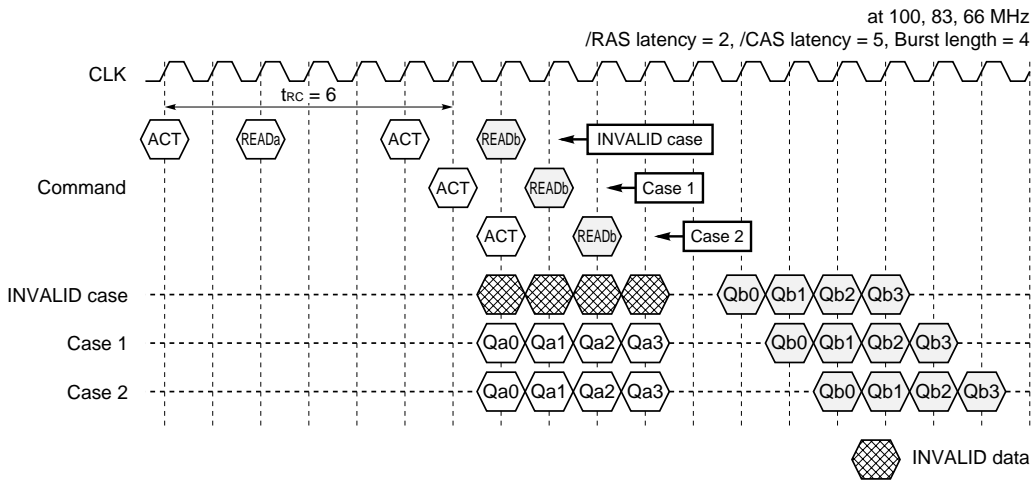 at 100, 83, 66 MHz
/RAS latency = 2, /CAS latency = 5, Burst length = 4
CLK
tRC = 6
ACT READa ACT READb INVALID case
Command ACT READb Case 1
ACT READb Case 2
INVALID case Qb0 Qb1 Qb2 Qb3
Case 1 Qa0 Qa1 Qa2 Qa3 Qb0 Qb1 Qb2 Qb3
Case 2 Qa0 Qa1 Qa2 Qa3 Qb0 Qb1 Qb2 Qb3
INVALID data